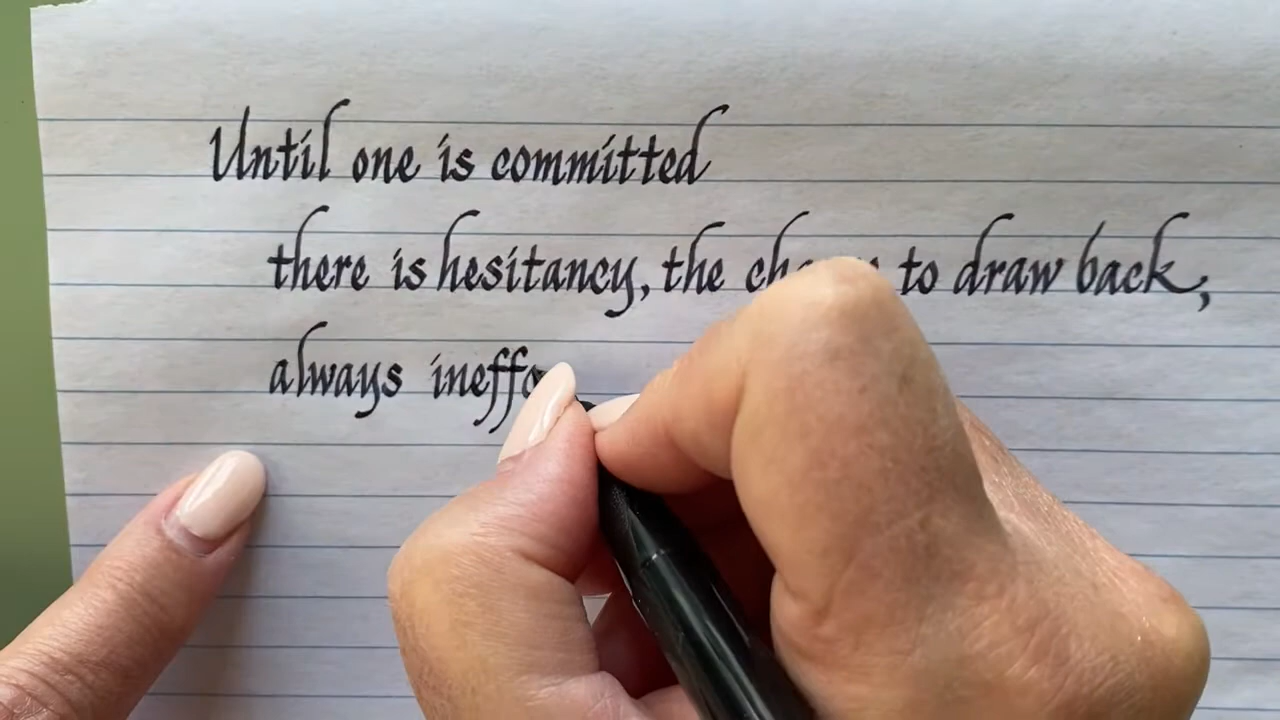 Until one is committed
there is hesitancy, the to draw back,
always